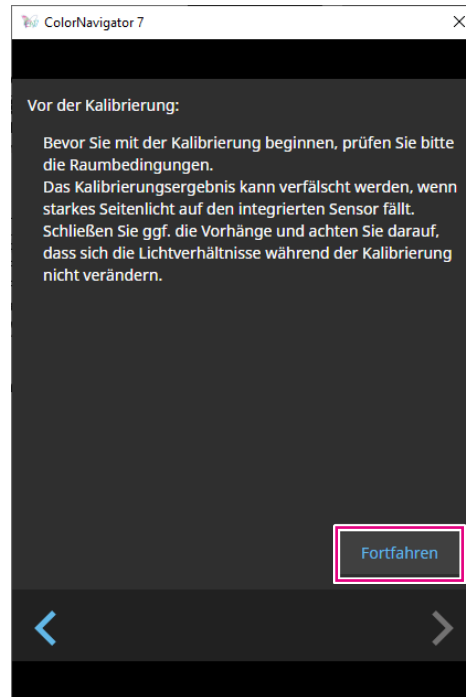 ColorNavigator 7
Vor der Kalibrierung:
Bevor Sie mit der Kalibrierung beginnen, prüfen Sie bitte
die Raumbedingungen.
Das Kalibrierungsergebnis kann verfälscht werden, wenn
starkes Seitenlicht auf den integrierten Sensor fällt.
Schließen Sie ggf. die Vorhänge und achten Sie darauf,
dass sich die Lichtverhältnisse während der Kalibrierung
nicht verändern.
Fortfahren